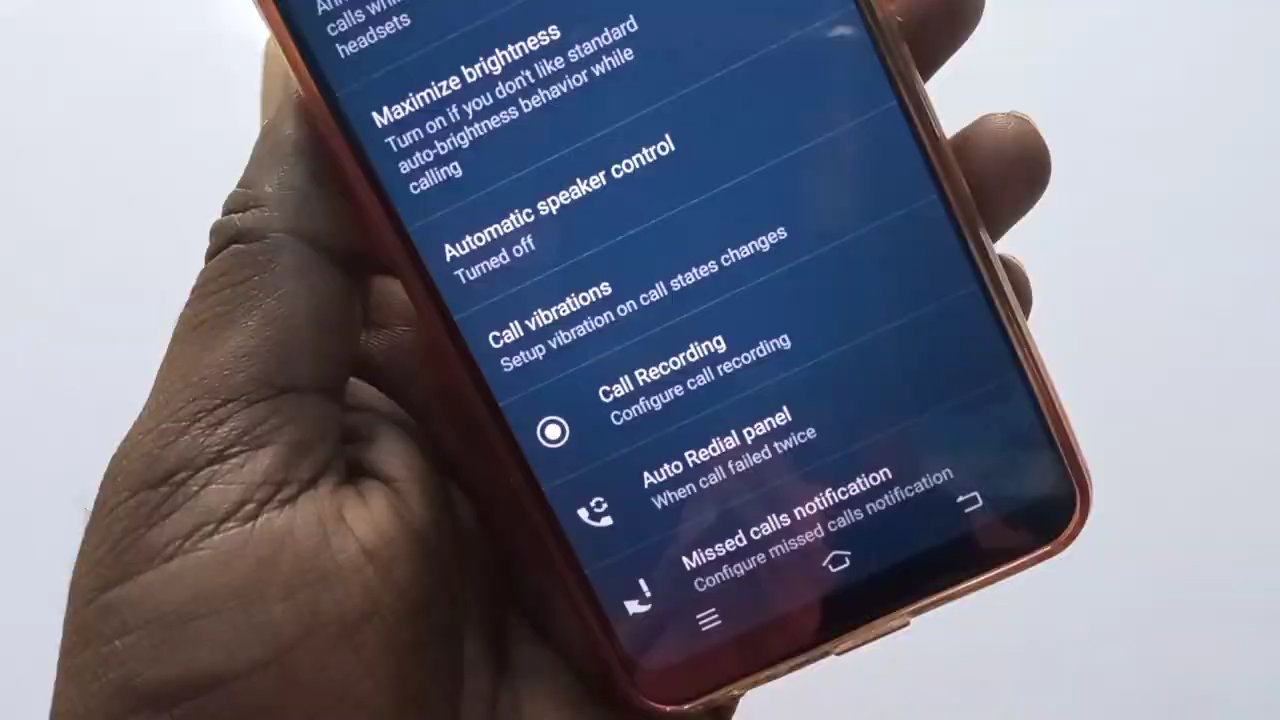 calls
headsets
Maximize brightness
Turn on if you don't like standard
auto-brightness behavior while
calling
Automatic speaker control
Turned off
Call vibrations
Setup vibration on call states changes
Call Recording
Configure call recording
Auto Redial panel
When call failed twice
Missed calls notification
Configure missed calls notification